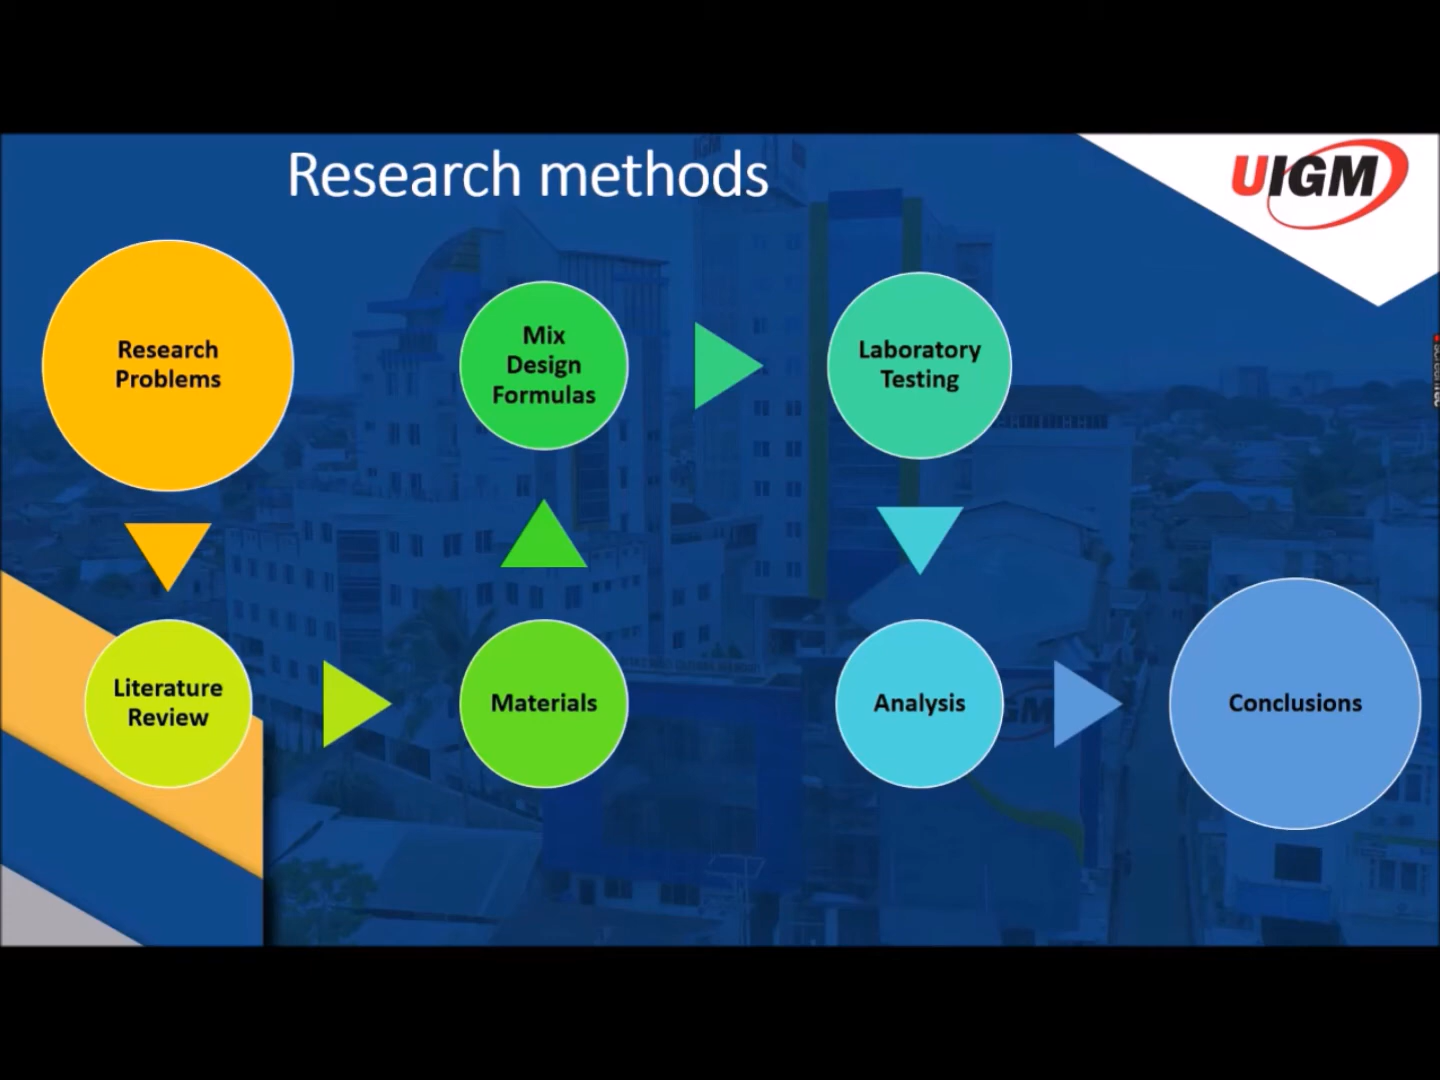 Research methods
UIGM
Research
Problems
Literature
Review
Materials
Mix
Design
Formulas
Laboratory
Testing
Analysis
Conclusions